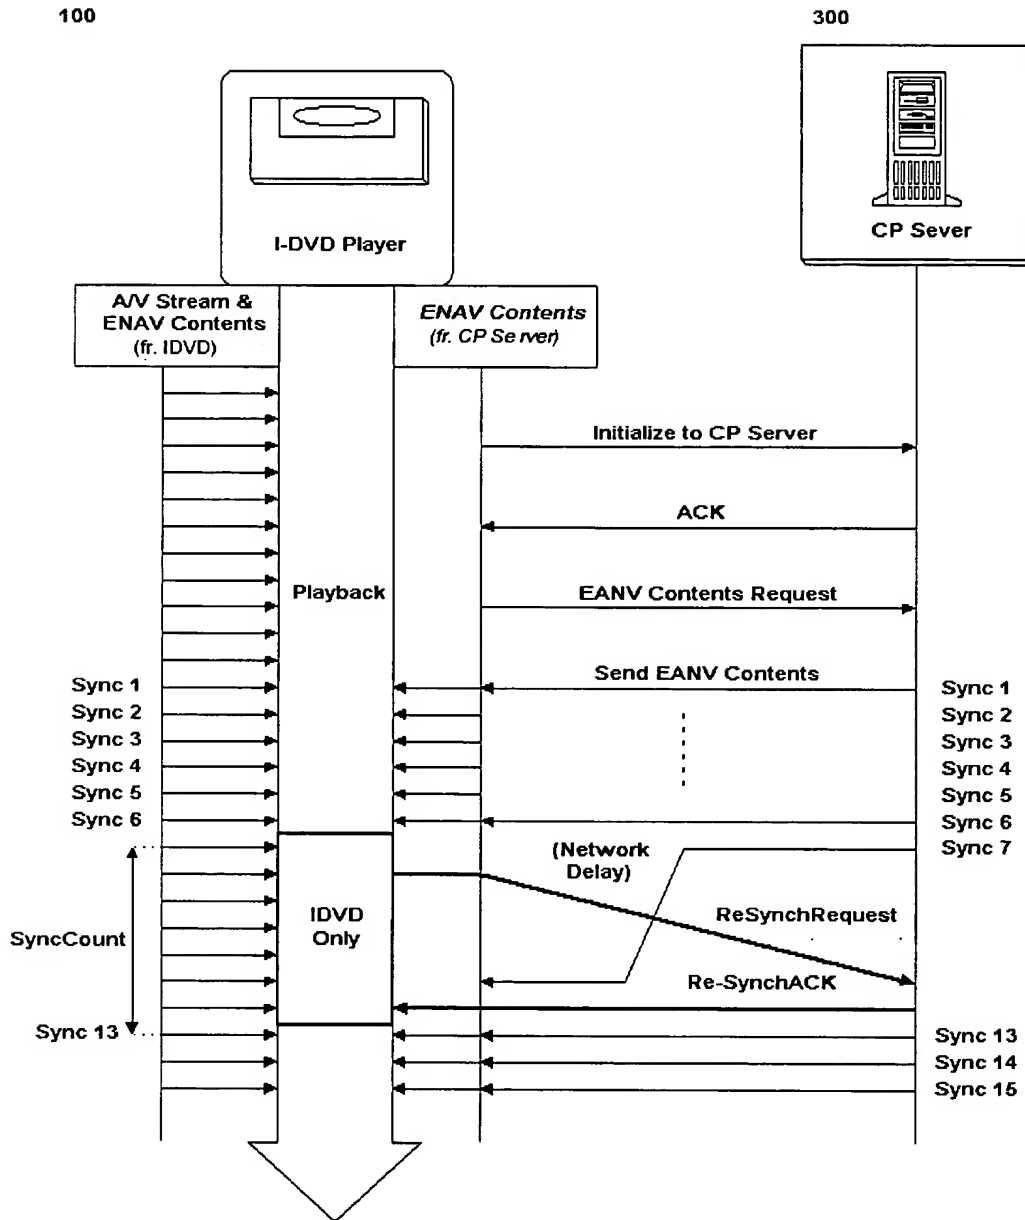 100
300
I-DVD Player
CP Sever
A/V Stream &
ENAV Contents
(fr. IDVD)
ENAV Contents
(fr. CP Server)
Initialize to CP Server
ACK
Playback
EANV Contents Request
Send EANV Contents
Sync 1
Sync 2
Sync 3
Sync 4
Sync 5
Sync 6
Sync 1
Sync 2
Sync 3
Sync 4
Sync 5
Sync 6
Sync 7
(Network
Delay)
IDVD
Only
SyncCount
ReSynchRequest
Re-SynchACK
Sync 13
Sync 13
Sync 14
Sync 15